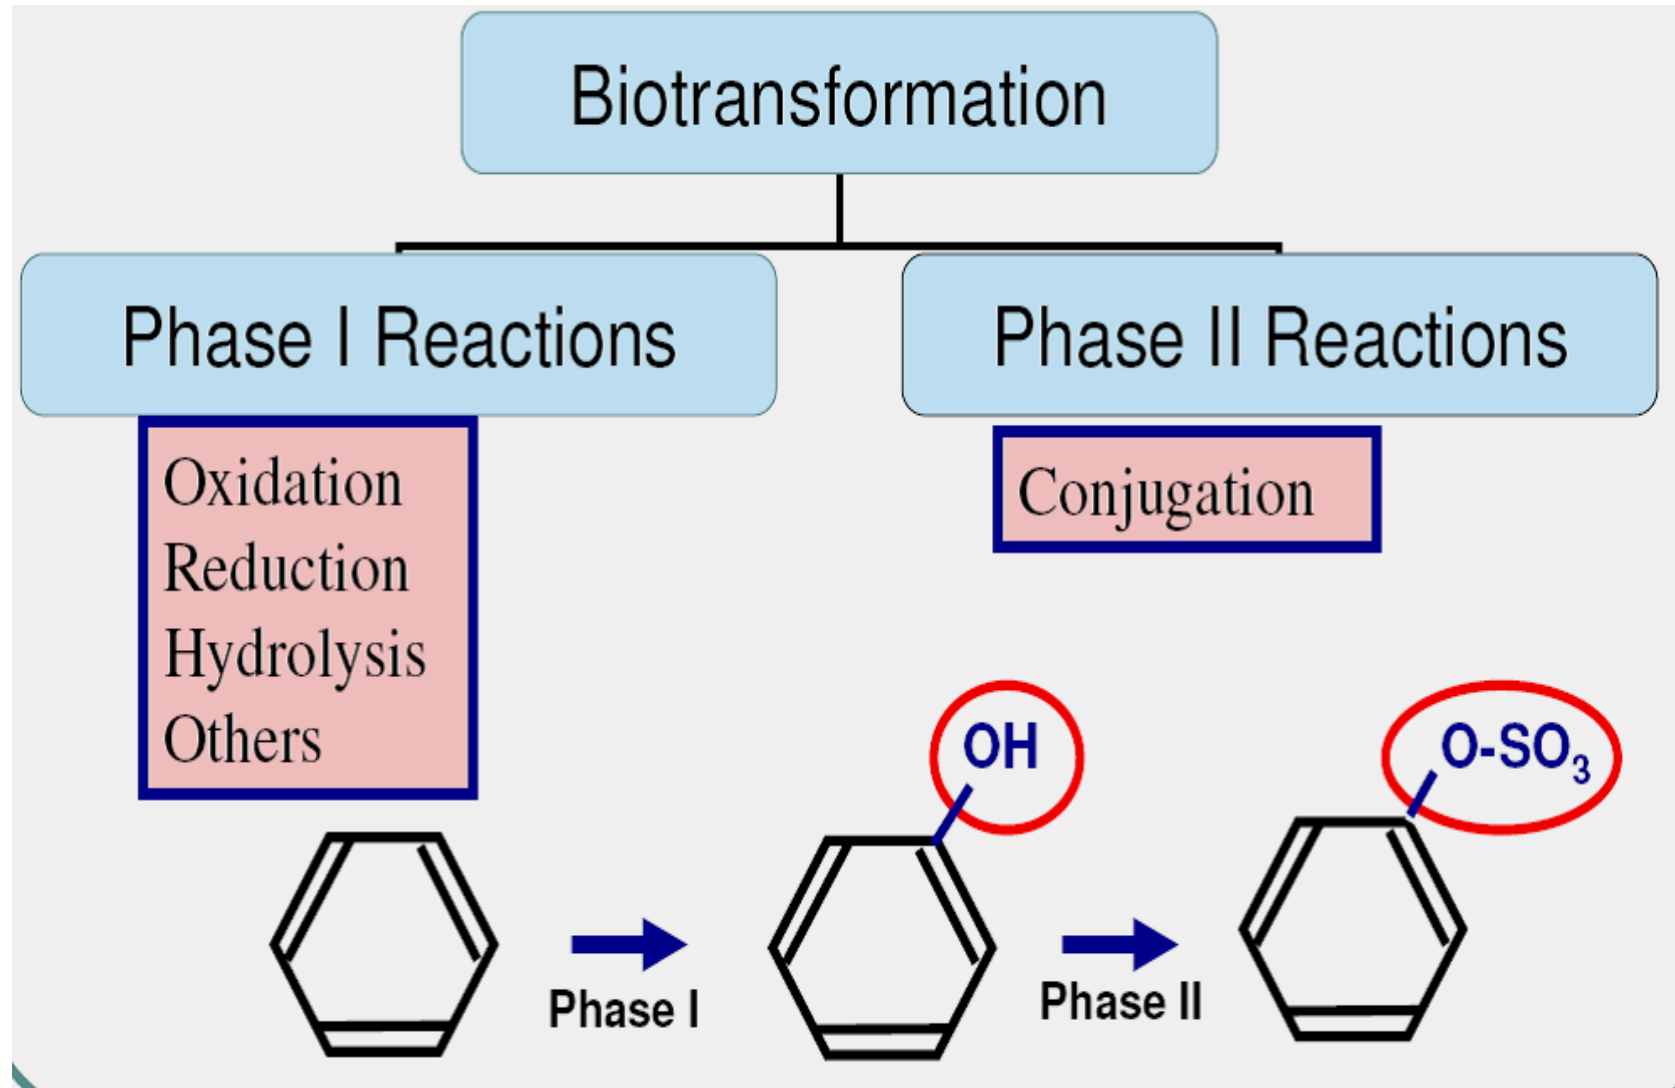 Biotransformation
Phase I Reactions
Phase II Reactions
Oxidation
Reduction
Hydrolysis
Others
Conjugation
OH
O-SO₃
Phase I
Phase II